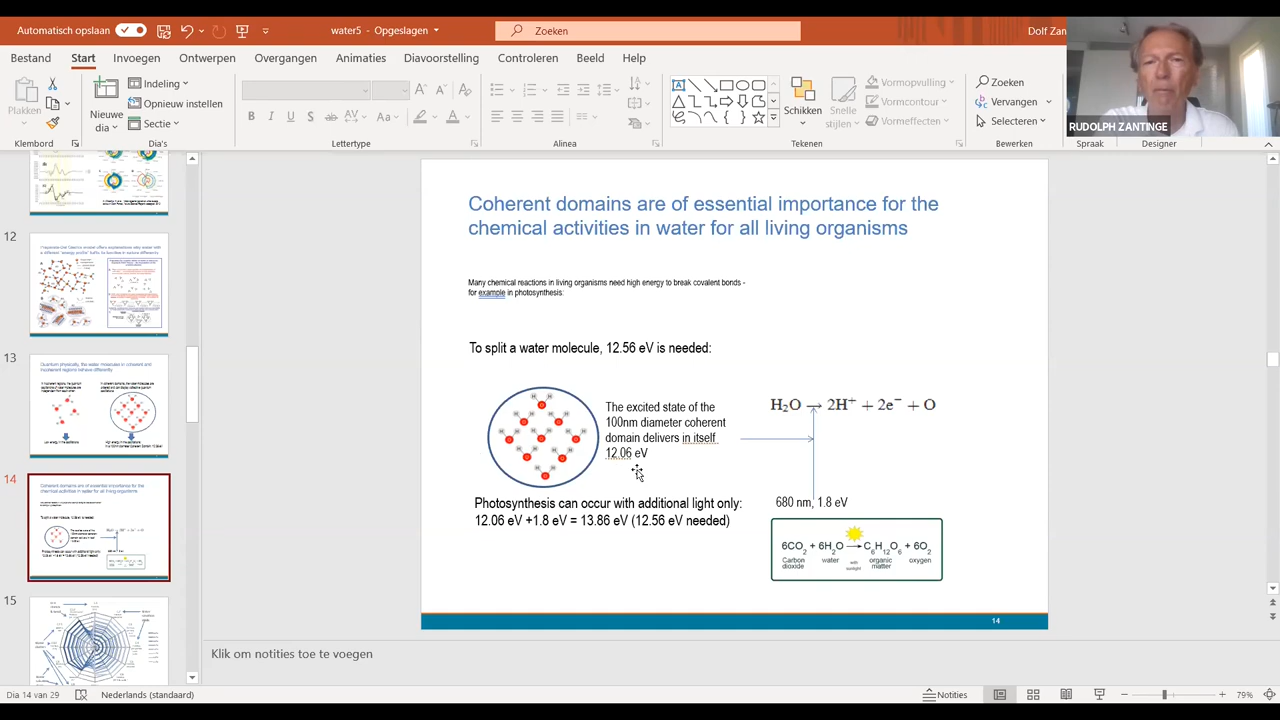 Automatisch opslaan
water5 - Opgeslagen
Zoeken
Dolf Zan
Bestand
Start
Invoegen
Ontwerpen
Overgangen
Animaties
Diavoorstelling
Controleren
Beeld
Help
RUDOLPH ZANTINGE
Plakken
Klembord
Nieuwe
dia
Indeling
Opnieuw instellen
Sectie
Dia's
Lettertype
Alinea
Schikken
Snelle
stijlen
Vormopvulling
Vormcontour
Vormeffecten
Tekenen
Zoeken
Vervangen
Selecteren
Bewerken
Spraak
Designer
12
13
14
15
Coherent domains are of essential importance for the
chemical activities in water for all living organisms
Many chemical reactions in living organisms need high energy to break covalent bonds -
for example in photosynthesis:
To split a water molecule, 12.56 eV is needed:
The excited state of the
100nm diameter coherent
domain delivers in itself
12.06 eV
H₂O → 2H⁺ + 2e⁻ + O
Photosynthesis can occur with additional light only:
12.06 eV +1.8 eV = 13.86 eV (12.56 eV needed)
680 nm, 1.8 eV
6CO₂ + 6H₂O → C₆H₁₂O₆ + 6O₂
Carbon
dioxide
water
with
sunlight
organic
matter
oxygen
14
Klik om notities toe te voegen
Dia 14 van 29
Nederlands (standaard)
Notities
79%